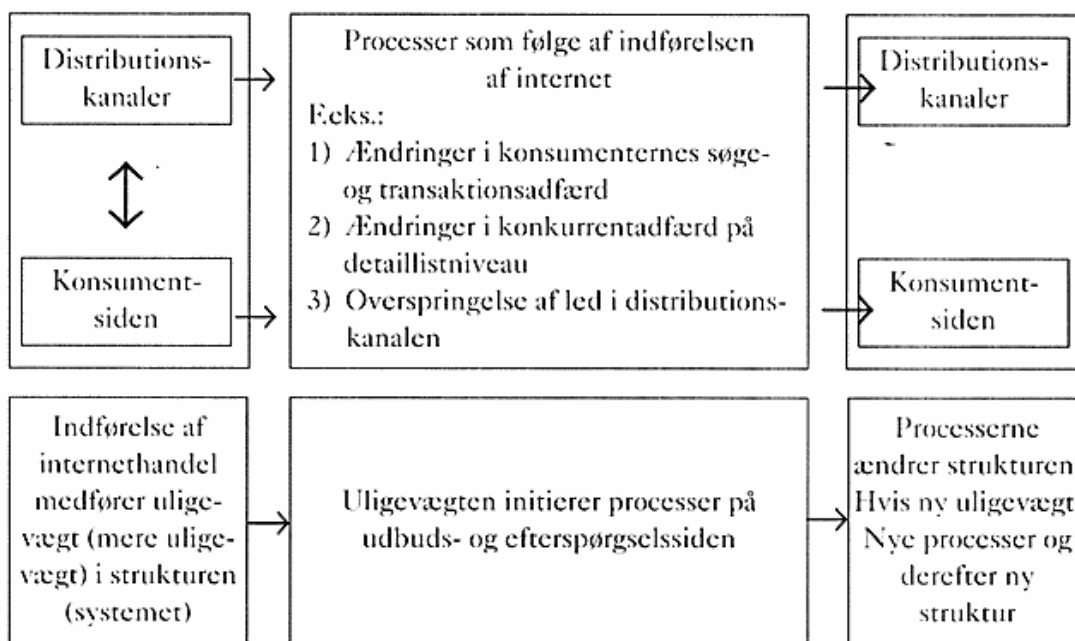 Distributions-
kanaler
Konsument-
siden
Processer som følge af indførelsen
af internet
F.eks.:
1) Ændringer i konsumenternes søge-
og transaktionsadfærd
2) Ændringer i konkurrentadfærd på
detaillistniveau
3) Overspringelse af led i distributions-
kanalen
Distributions-
kanaler
Konsument-
siden
Indførelse af
internethandel
medfører ulige-
vægt (mere ulige-
vægt) i strukturen
(systemet)
Uligevægten initierer processer på
udbuds- og efterspørgselssiden
Processerne
ændrer strukturen
Hvis ny uligevægt
Nye processer og
derefter ny
struktur